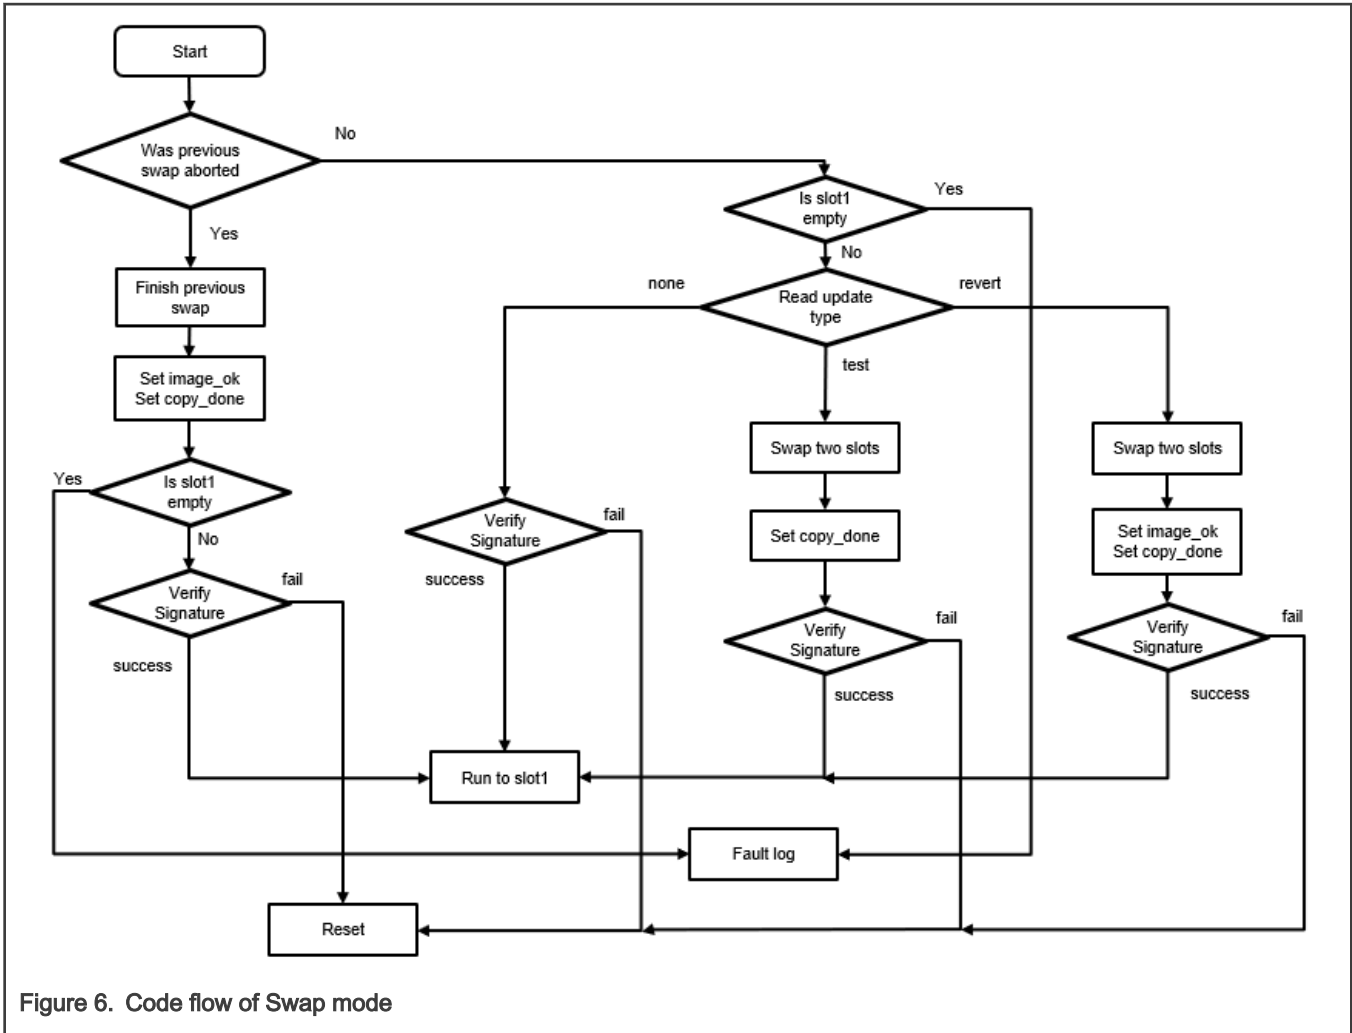 Start
Was previous
swap aborted
No
Yes
Finish previous
swap
Set image_ok
Set copy_done
Is slot1
empty
Yes
No
Verify
Signature
fail
success
Is slot1
empty
Yes
No
Read update
type
none
test
revert
Verify
Signature
fail
success
Swap two slots
Set copy_done
Verify
Signature
fail
success
Swap two slots
Set image_ok
Set copy_done
Verify
Signature
fail
success
Run to slot1
Fault log
Reset
Figure 6. Code flow of Swap mode